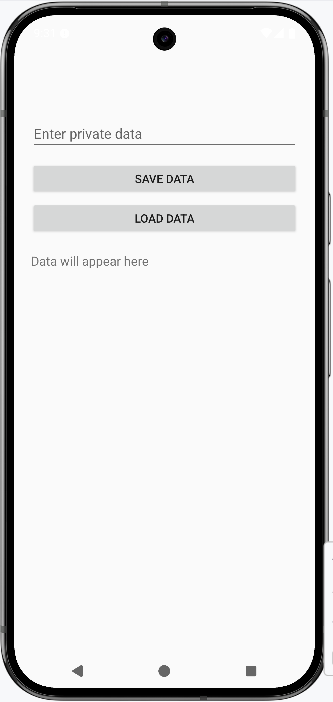 Enter private data
SAVE DATA
LOAD DATA
Data will appear here